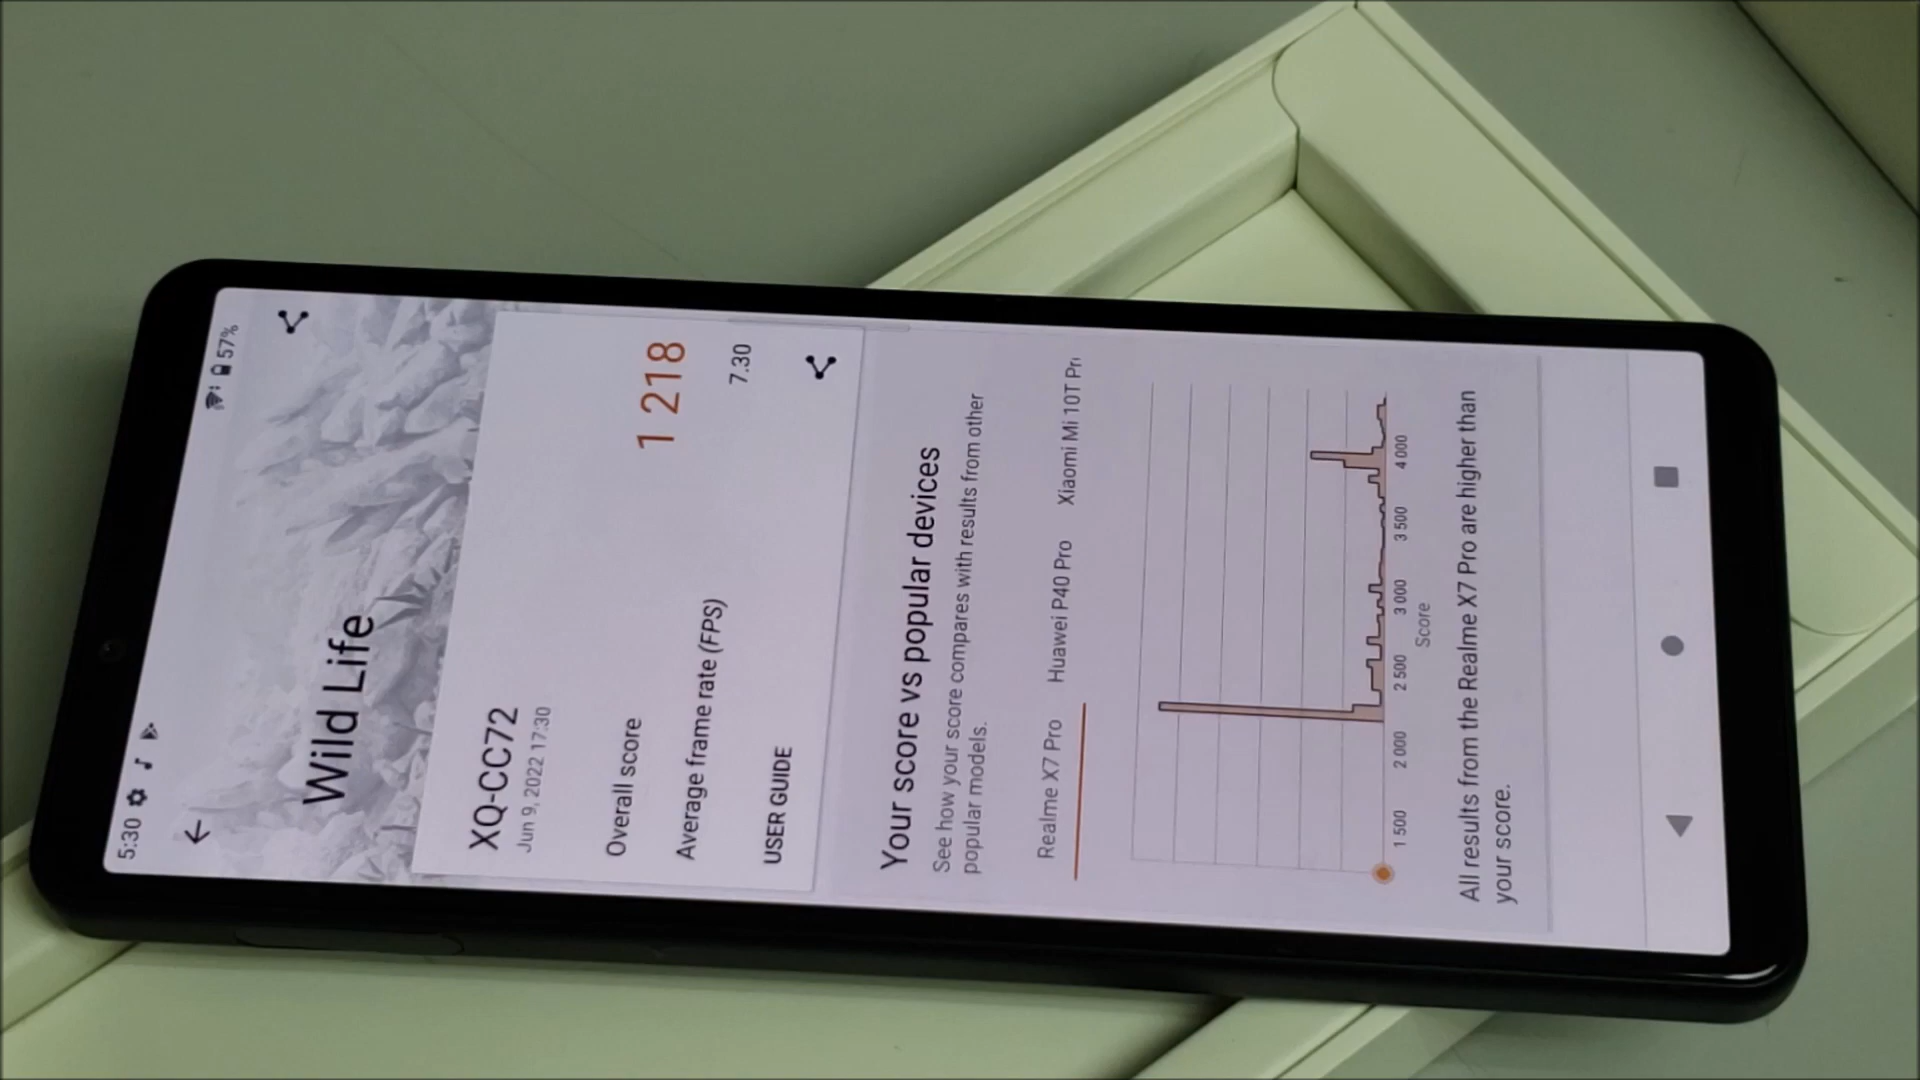 5:30 57%
Wild Life
XQ-CC72
Jun 9, 2022 17:30
Overall score 1 218
Average frame rate (FPS) 7.30
USER GUIDE
Your score vs popular devices
See how your score compares with results from other
popular models.
Realme X7 Pro Huawei P40 Pro Xiaomi Mi 10T Pr
1 500 2 000 2 500 3 000 3 500 4 000
Score
All results from the Realme X7 Pro are higher than
your score.